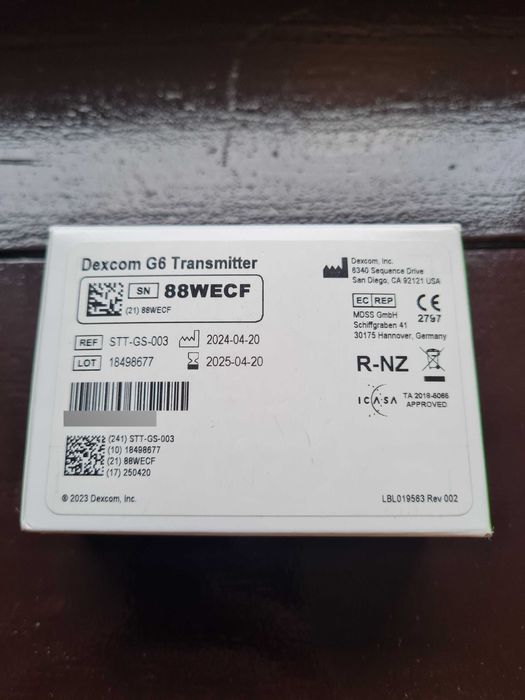 Dexcom G6 Transmitter
SN 88WECF
(21) 88WECF
REF STT-GS-003 2024-04-20
LOT 18498677 2025-04-20
(241) STT-GS-003
(10) 18498677
(21) 88WECF
(17) 250420
© 2023 Dexcom, Inc.
Dexcom, Inc.
6340 Sequence Drive
San Diego, CA 92121 USA
EC REP
MDSS GmbH
Schiffgraben 41
30175 Hannover, Germany
CE
2797
R-NZ
ICASA
TA 2018-5066
APPROVED
LBL019563 Rev 002